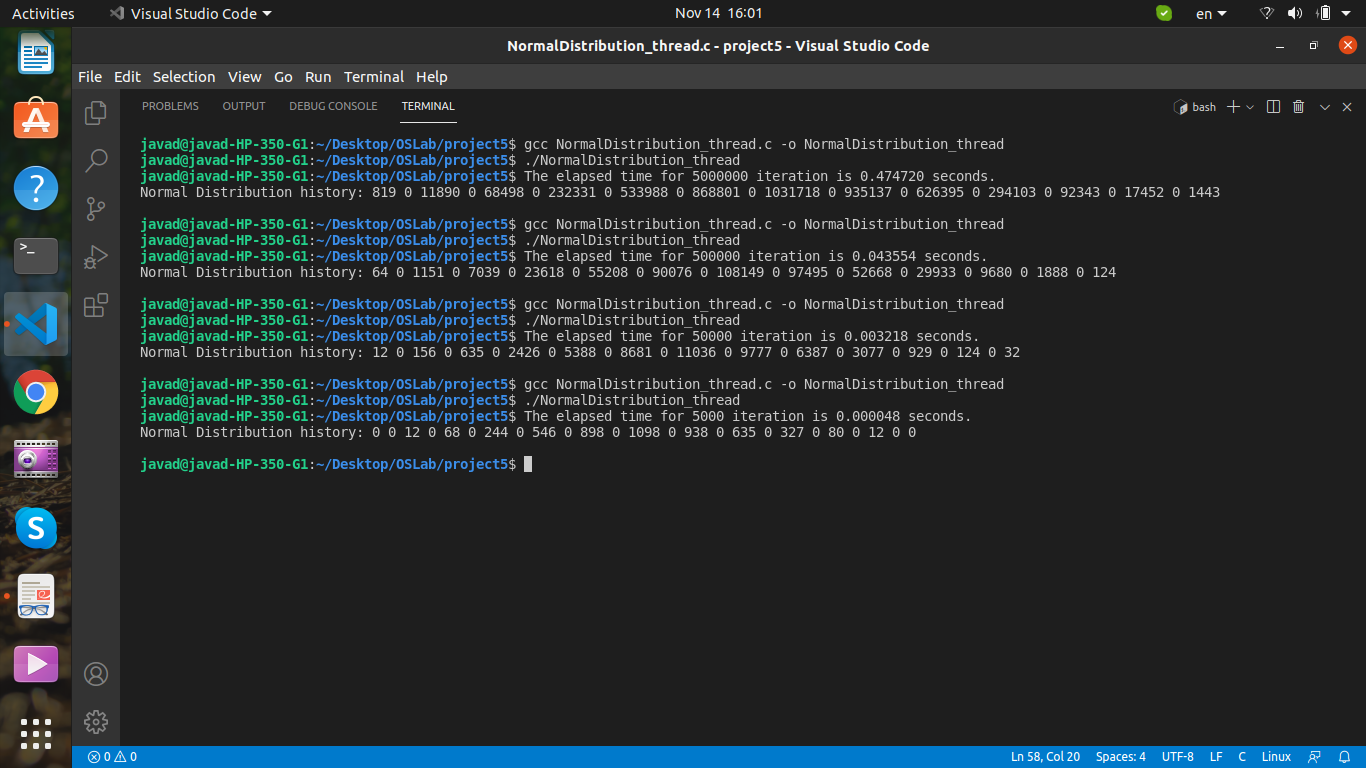 Activities Visual Studio Code Nov 14 16:01 en
NormalDistribution_thread.c - project5 - Visual Studio Code
File Edit Selection View Go Run Terminal Help
PROBLEMS OUTPUT DEBUG CONSOLE TERMINAL bash
javad@javad-HP-350-G1:~/Desktop/OSLab/project5$ gcc NormalDistribution_thread.c -o NormalDistribution_thread
javad@javad-HP-350-G1:~/Desktop/OSLab/project5$ ./NormalDistribution_thread
javad@javad-HP-350-G1:~/Desktop/OSLab/project5$ The elapsed time for 5000000 iteration is 0.474720 seconds.
Normal Distribution history: 819 0 11890 0 68498 0 232331 0 533988 0 868801 0 1031718 0 935137 0 626395 0 294103 0 92343 0 17452 0 1443
javad@javad-HP-350-G1:~/Desktop/OSLab/project5$ gcc NormalDistribution_thread.c -o NormalDistribution_thread
javad@javad-HP-350-G1:~/Desktop/OSLab/project5$ ./NormalDistribution_thread
javad@javad-HP-350-G1:~/Desktop/OSLab/project5$ The elapsed time for 500000 iteration is 0.043554 seconds.
Normal Distribution history: 64 0 1151 0 7039 0 23618 0 55208 0 90076 0 108149 0 97495 0 52668 0 29933 0 9680 0 1888 0 124
javad@javad-HP-350-G1:~/Desktop/OSLab/project5$ gcc NormalDistribution_thread.c -o NormalDistribution_thread
javad@javad-HP-350-G1:~/Desktop/OSLab/project5$ ./NormalDistribution_thread
javad@javad-HP-350-G1:~/Desktop/OSLab/project5$ The elapsed time for 50000 iteration is 0.003218 seconds.
Normal Distribution history: 12 0 156 0 635 0 2426 0 5388 0 8681 0 11036 0 9777 0 6387 0 3077 0 929 0 124 0 32
javad@javad-HP-350-G1:~/Desktop/OSLab/project5$ gcc NormalDistribution_thread.c -o NormalDistribution_thread
javad@javad-HP-350-G1:~/Desktop/OSLab/project5$ ./NormalDistribution_thread
javad@javad-HP-350-G1:~/Desktop/OSLab/project5$ The elapsed time for 5000 iteration is 0.000048 seconds.
Normal Distribution history: 0 0 12 0 68 0 244 0 546 0 898 0 1098 0 938 0 635 0 327 0 80 0 12 0 0
javad@javad-HP-350-G1:~/Desktop/OSLab/project5$
0 0 Ln 58, Col 20 Spaces: 4 UTF-8 LF C Linux